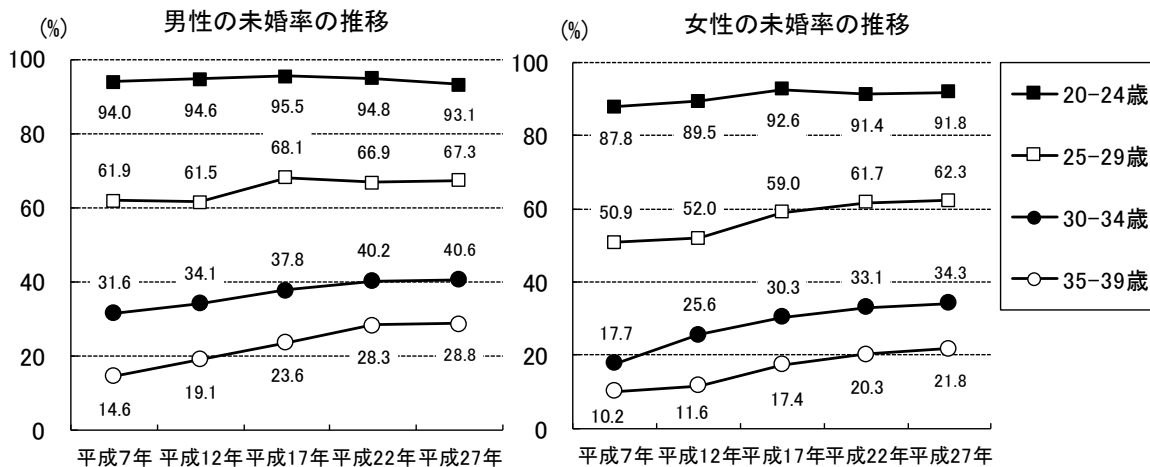 男性の未婚率の推移
(%)
100
80
60
40
20
0
94.0 94.6 95.5 94.8 93.1
61.9 61.5 68.1 66.9 67.3
31.6 34.1 37.8 40.2 40.6
14.6 19.1 23.6 28.3 28.8
平成7年 平成12年 平成17年 平成22年 平成27年
女性の未婚率の推移
(%)
100
80
60
40
20
0
87.8 89.5 92.6 91.4 91.8
50.9 52.0 59.0 61.7 62.3
17.7 25.6 30.3 33.1 34.3
10.2 11.6 17.4 20.3 21.8
平成7年 平成12年 平成17年 平成22年 平成27年
20-24歳
25-29歳
30-34歳
35-39歳